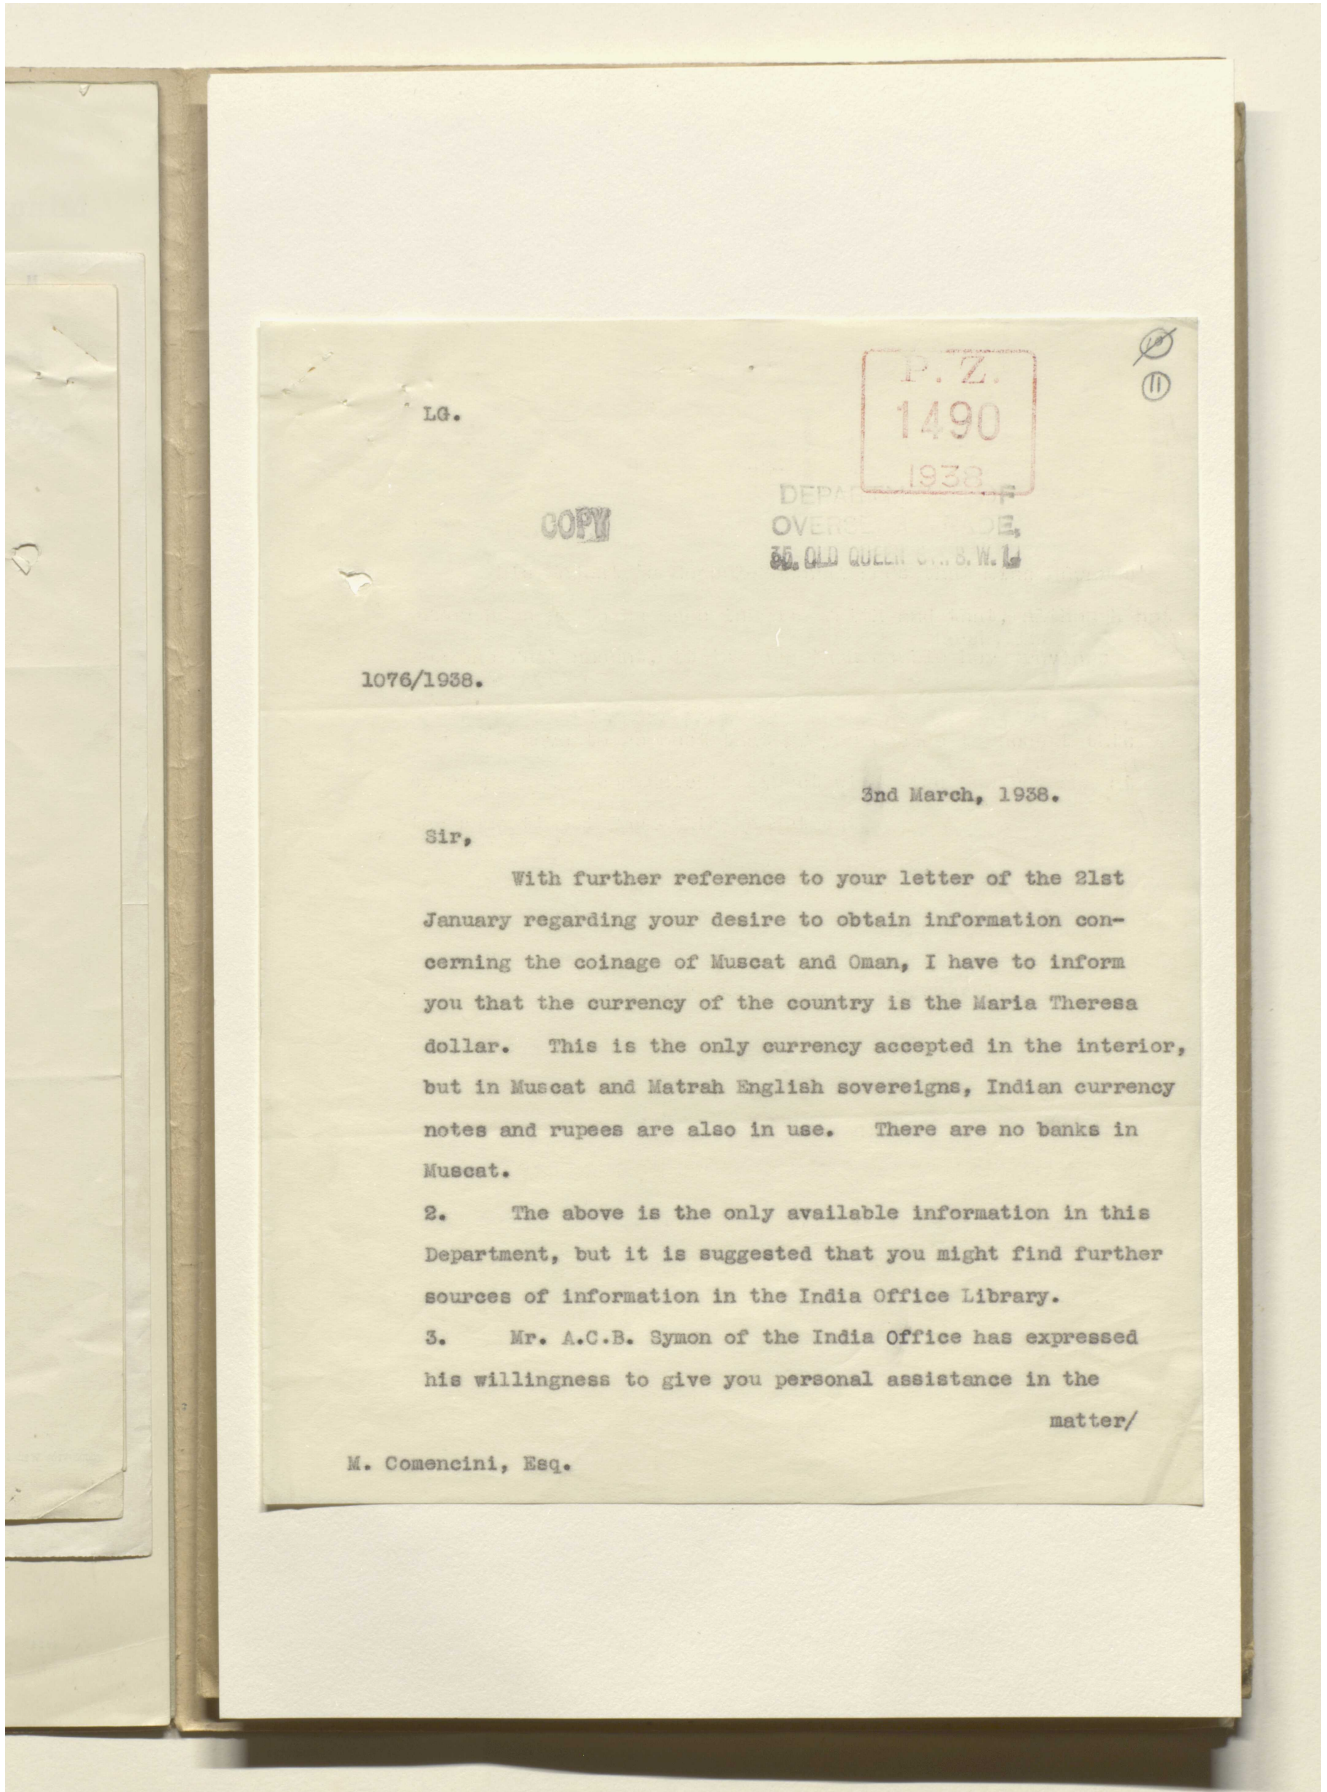 11
P. Z.
1490
1938
LG.
COPY
35, OLD QUEEN S.W.1.
1076/1938.
3nd March, 1938.
Sir,
With further reference to your letter of the 21st
January regarding your desire to obtain information con-
cerning the coinage of Muscat and Oman, I have to inform
you that the currency of the country is the Maria Theresa
dollar. This is the only currency accepted in the interior,
but in Muscat and Matrah English sovereigns, Indian currency
notes and rupees are also in use. There are no banks in
Muscat.
2. The above is the only available information in this
Department, but it is suggested that you might find further
sources of information in the India Office Library.
3. Mr. A.C.B. Symon of the India Office has expressed
his willingness to give you personal assistance in the
matter/
M. Comencini, Esq.